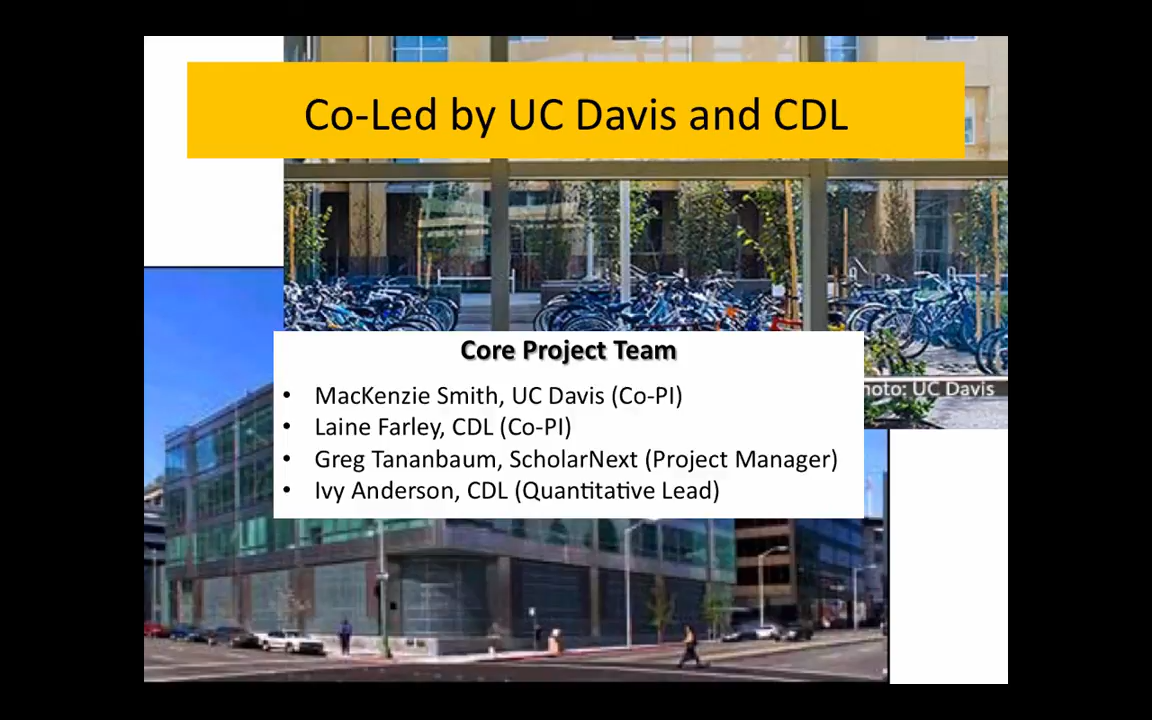 Co-Led by UC Davis and CDL
Core Project Team
• MacKenzie Smith, UC Davis (Co-PI)
• Laine Farley, CDL (Co-PI)
• Greg Tananbaum, ScholarNext (Project Manager)
• Ivy Anderson, CDL (Quantitative Lead)
hoto: UC Davis